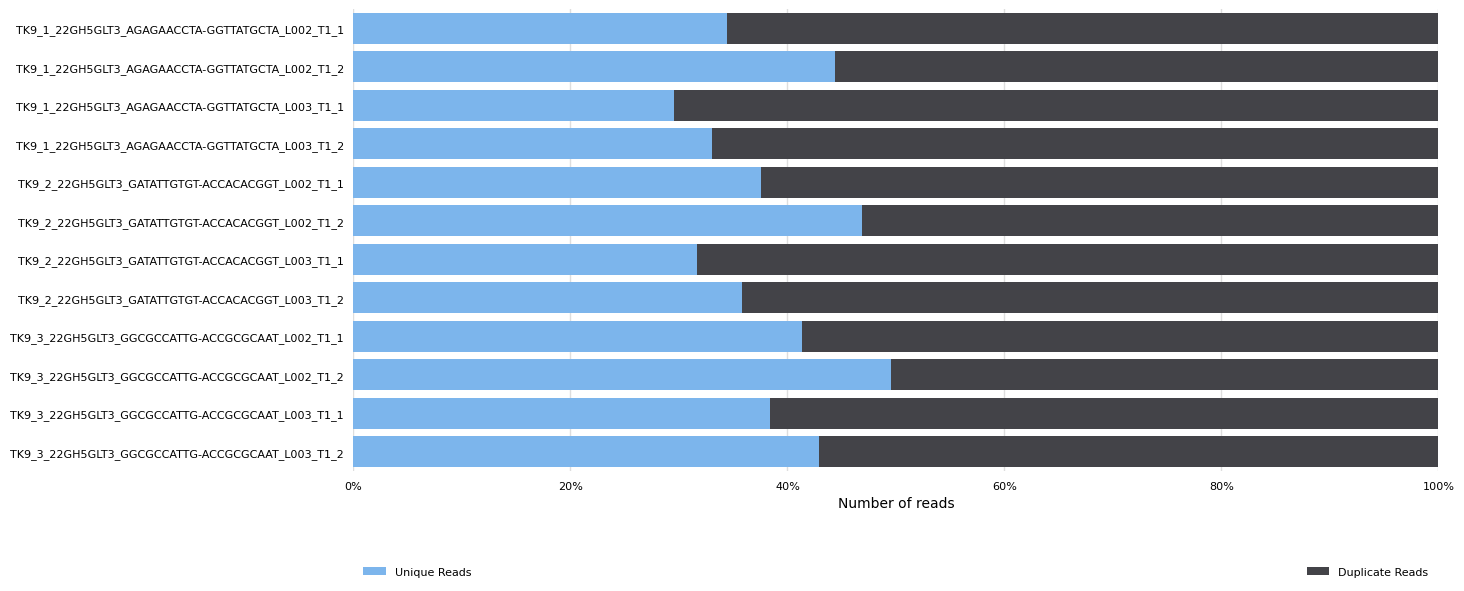 TK9_1_22GH5GLT3_AGAGAACCTA-GGTTATGCTA_L002_T1_1
TK9_1_22GH5GLT3_AGAGAACCTA-GGTTATGCTA_L002_T1_2
TK9_1_22GH5GLT3_AGAGAACCTA-GGTTATGCTA_L003_T1_1
TK9_1_22GH5GLT3_AGAGAACCTA-GGTTATGCTA_L003_T1_2
TK9_2_22GH5GLT3_GATATTGTGT-ACCACACGGT_L002_T1_1
TK9_2_22GH5GLT3_GATATTGTGT-ACCACACGGT_L002_T1_2
TK9_2_22GH5GLT3_GATATTGTGT-ACCACACGGT_L003_T1_1
TK9_2_22GH5GLT3_GATATTGTGT-ACCACACGGT_L003_T1_2
TK9_3_22GH5GLT3_GGCGCCATTG-ACCGCGCAAT_L002_T1_1
TK9_3_22GH5GLT3_GGCGCCATTG-ACCGCGCAAT_L002_T1_2
TK9_3_22GH5GLT3_GGCGCCATTG-ACCGCGCAAT_L003_T1_1
TK9_3_22GH5GLT3_GGCGCCATTG-ACCGCGCAAT_L003_T1_2
0% 20% 40% 60% 80% 100%
Number of reads
Unique Reads Duplicate Reads